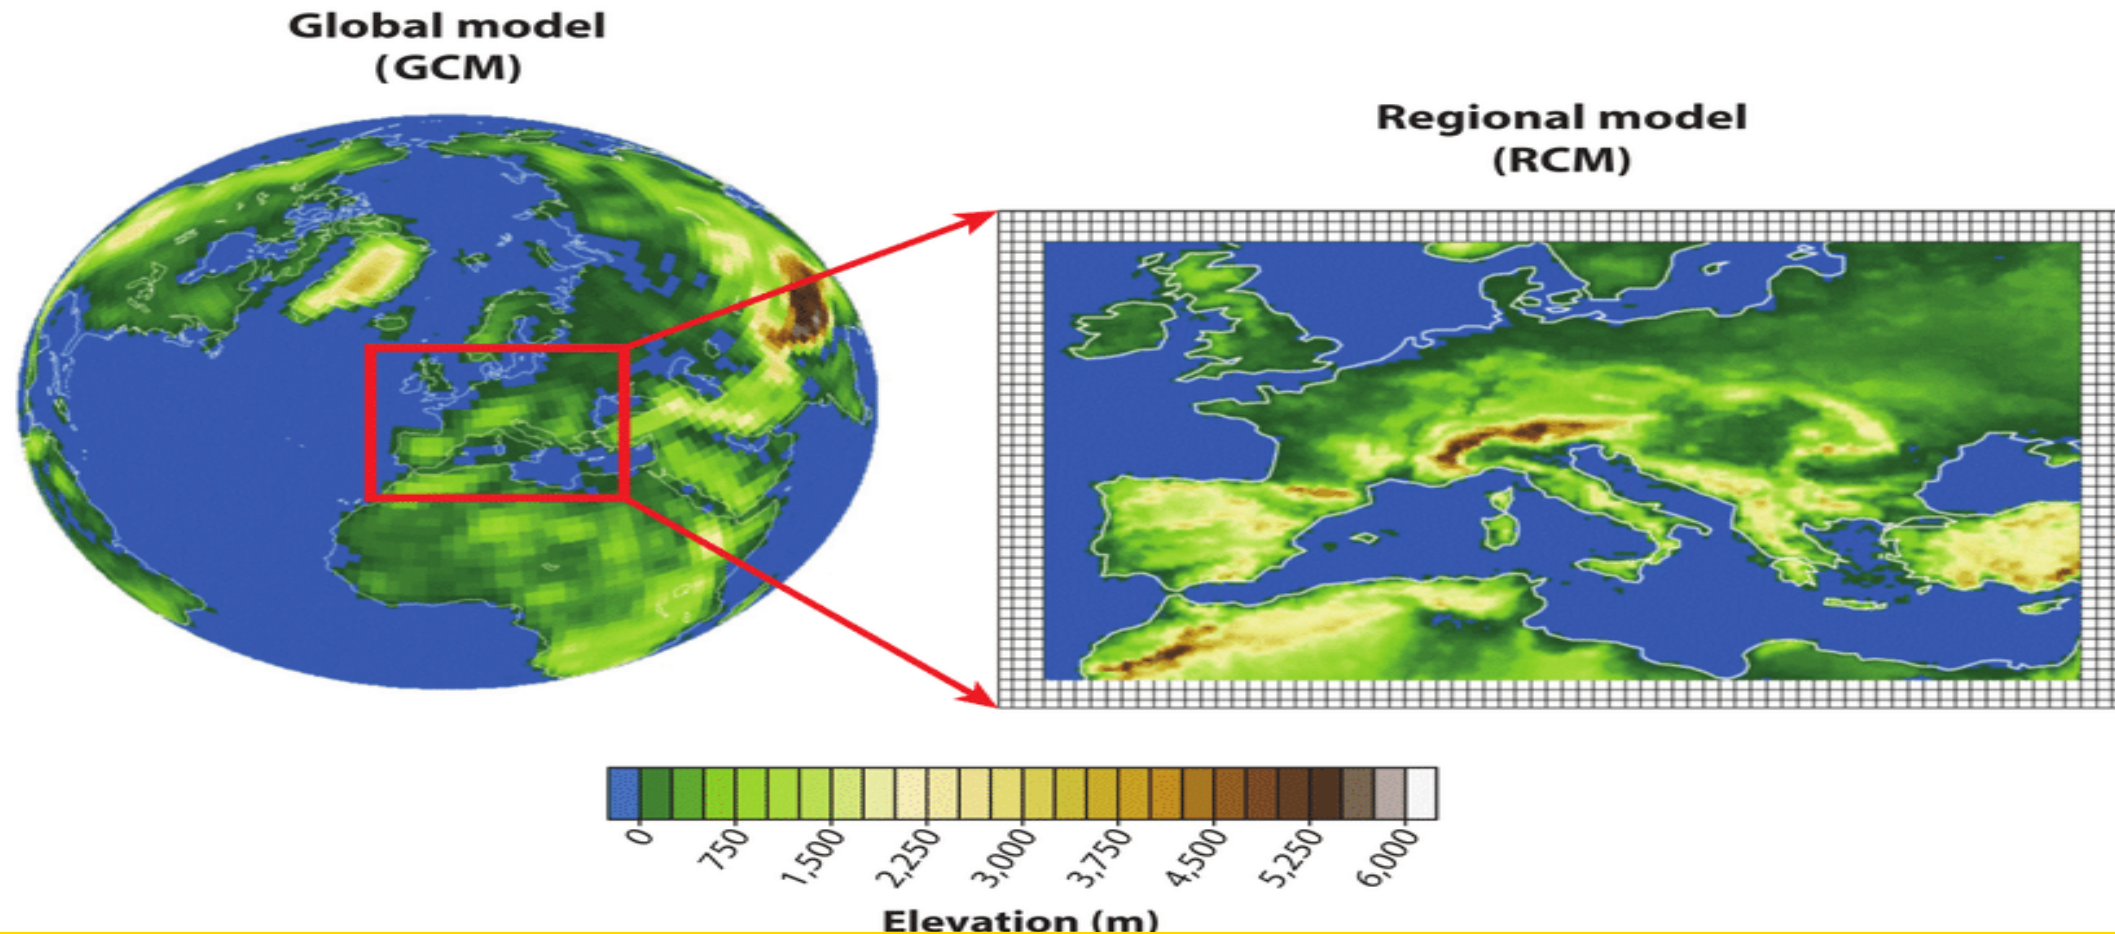 Global model
(GCM)
Regional model
(RCM)
0
750
1,500
2,250
3,000
3,750
4,500
5,250
6,000
Elevation (m)